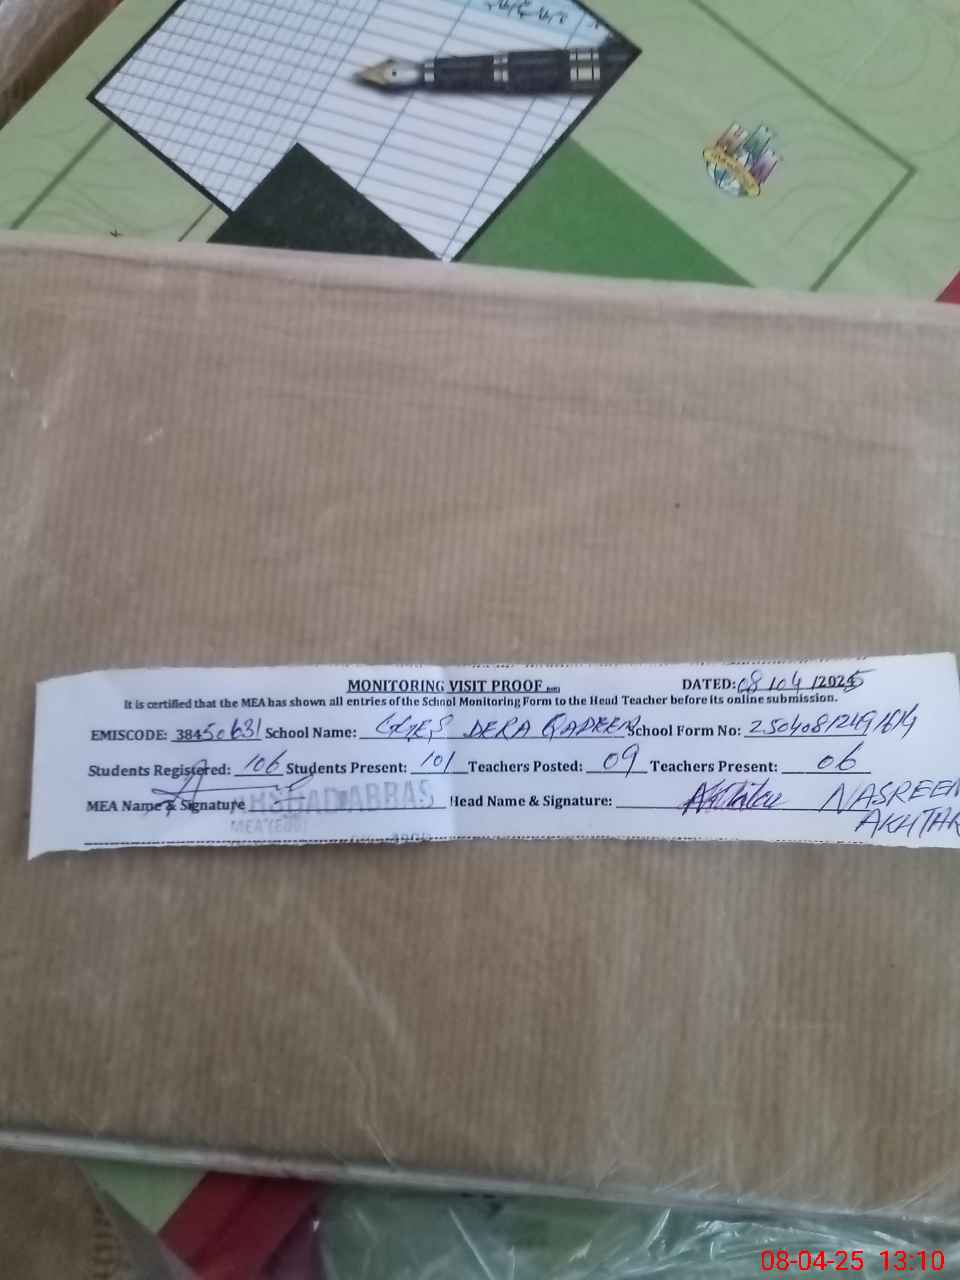 MONITORING VISIT PROOF DATED: 08/04/2025
It is certified that the MEA has shown all entries of the School Monitoring Form to the Head Teacher before its online submission.
EMISCODE: 38450631 School Name: GGES DERA QADEER School Form No:
Students Registered: 106 Students Present: 101 Teachers Posted: 09 Teachers Present: 06
MEA Name & Signature ARSHAD ABBAS Head Name & Signature: NASREEN
AKHTAR
MEA (E&M)
08-04-25 13:10